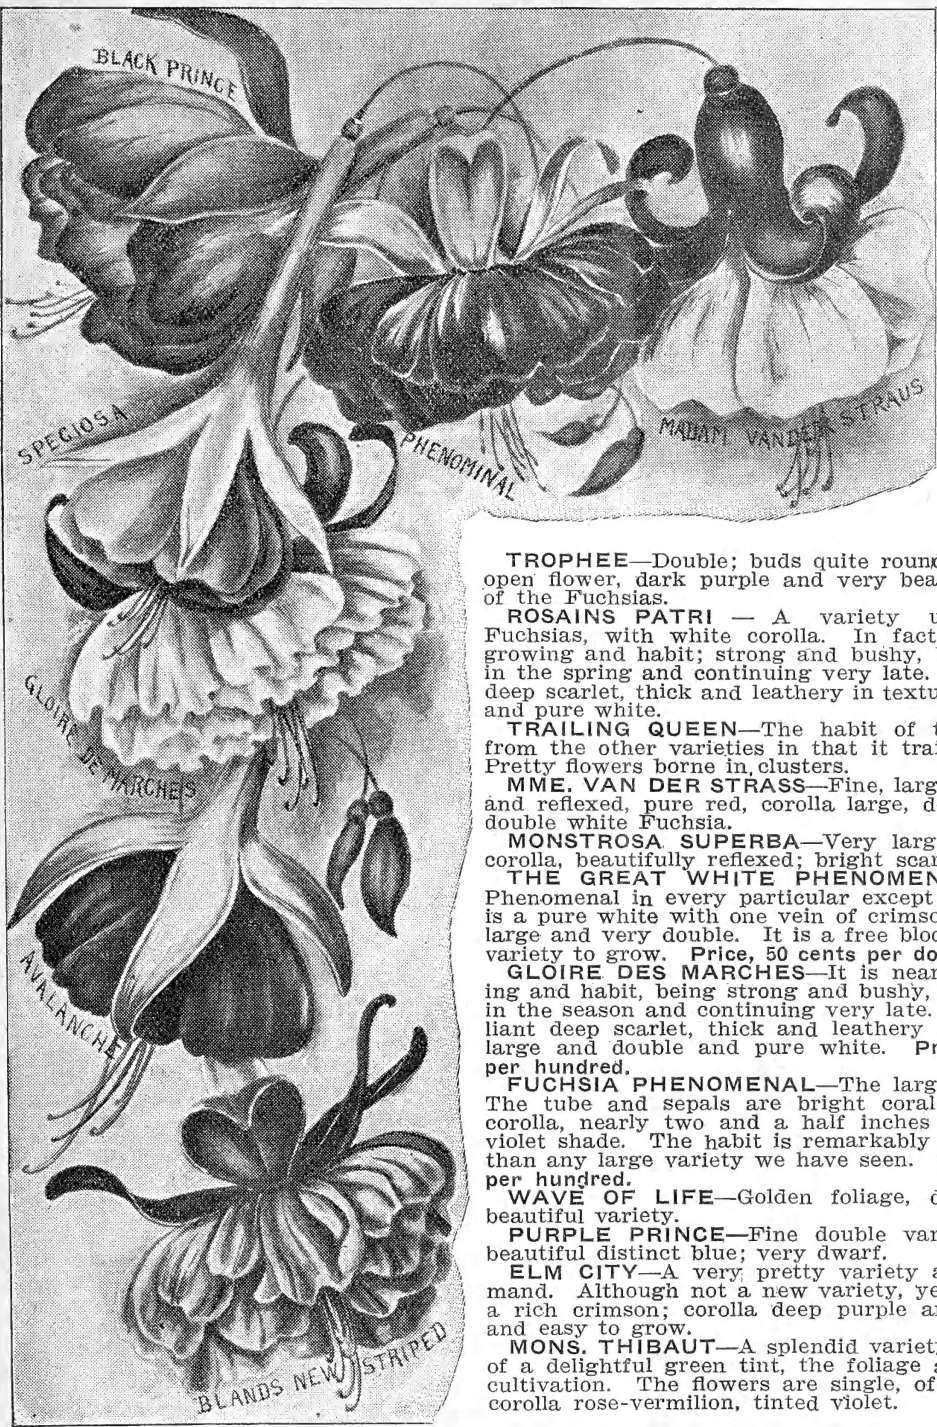 BLACK PRINCE
SPECIOSA
PHENOMINAL
MADAM VANDER STRAUS
GLOIRE DE MARCHEIS
AVALANCHE
BLANDS NEW STRIPED
TROPHEE—Double; buds quite roun
open flower, dark purple and very bea
of the Fuchsias.
ROSAINS PATRI — A variety u
Fuchsias, with white corolla. In fact
growing and habit; strong and bushy,
in the spring and continuing very late.
deep scarlet, thick and leathery in textu
and pure white.
TRAILING QUEEN—The habit of t
from the other varieties in that it trai
Pretty flowers borne in clusters.
MME. VAN DER STRASS—Fine, larg
and reflexed, pure red, corolla large, d
double white Fuchsia.
MONSTROSA SUPERBA—Very larg
corolla, beautifully reflexed; bright scar
THE GREAT WHITE PHENOMEN
Phenomenal in every particular except
is a pure white with one vein of crimso
large and very double. It is a free bloo
variety to grow. Price, 50 cents per do
GLOIRE DES MARCHES—It is near
ing and habit, being strong and bushy,
in the season and continuing very late.
liant deep scarlet, thick and leathery
large and double and pure white. Pr
per hundred.
FUCHSIA PHENOMENAL—The larg
The tube and sepals are bright coral
corolla, nearly two and a half inches
violet shade. The habit is remarkably
than any large variety we have seen.
per hundred.
WAVE OF LIFE—Golden foliage, c
beautiful variety.
PURPLE PRINCE—Fine double var
beautiful distinct blue; very dwarf.
ELM CITY—A very pretty variety a
mand. Although not a new variety, ye
a rich crimson; corolla deep purple a
and easy to grow.
MONS. THIBAUT—A splendid variet
of a delightful green tint, the foliage a
cultivation. The flowers are single, of
corolla rose-vermilion, tinted violet.